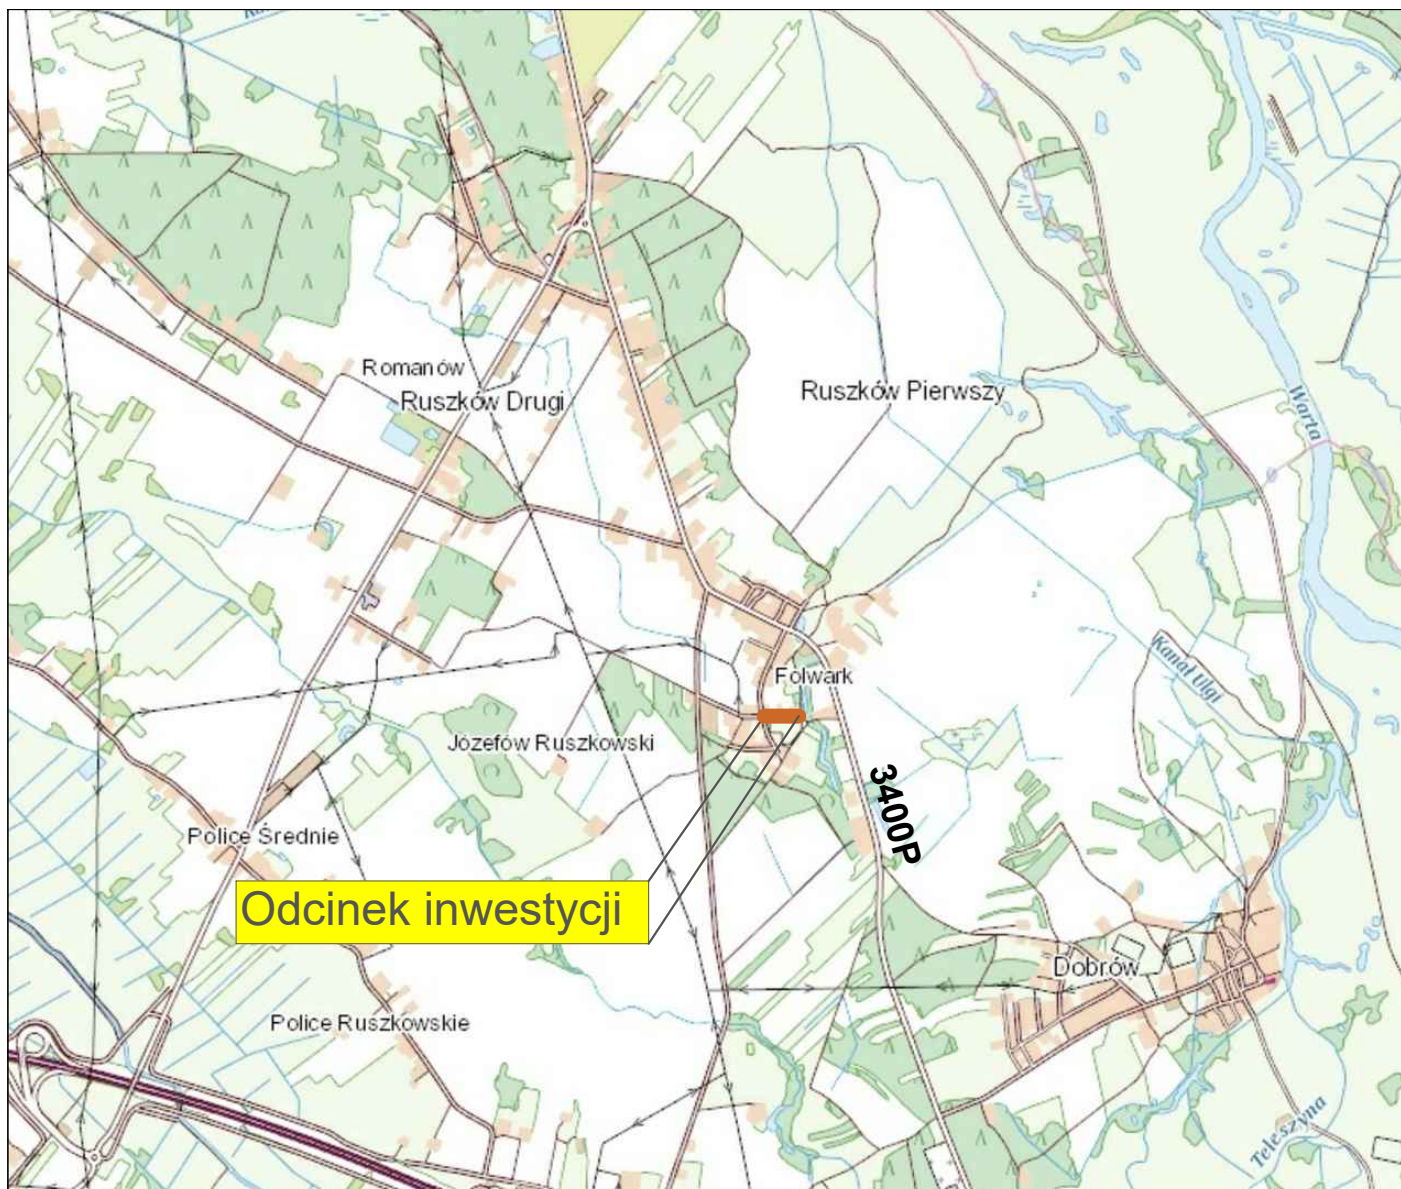 Romanów
Ruszków Drugi
Ruszków Pierwszy
Warta
Kanał Ulgi
Folwark
Józefów Ruszkowski
3400P
Police Średnie
Odcinek inwestycji
Dobrów
Police Ruszkowskie
Teleszyna